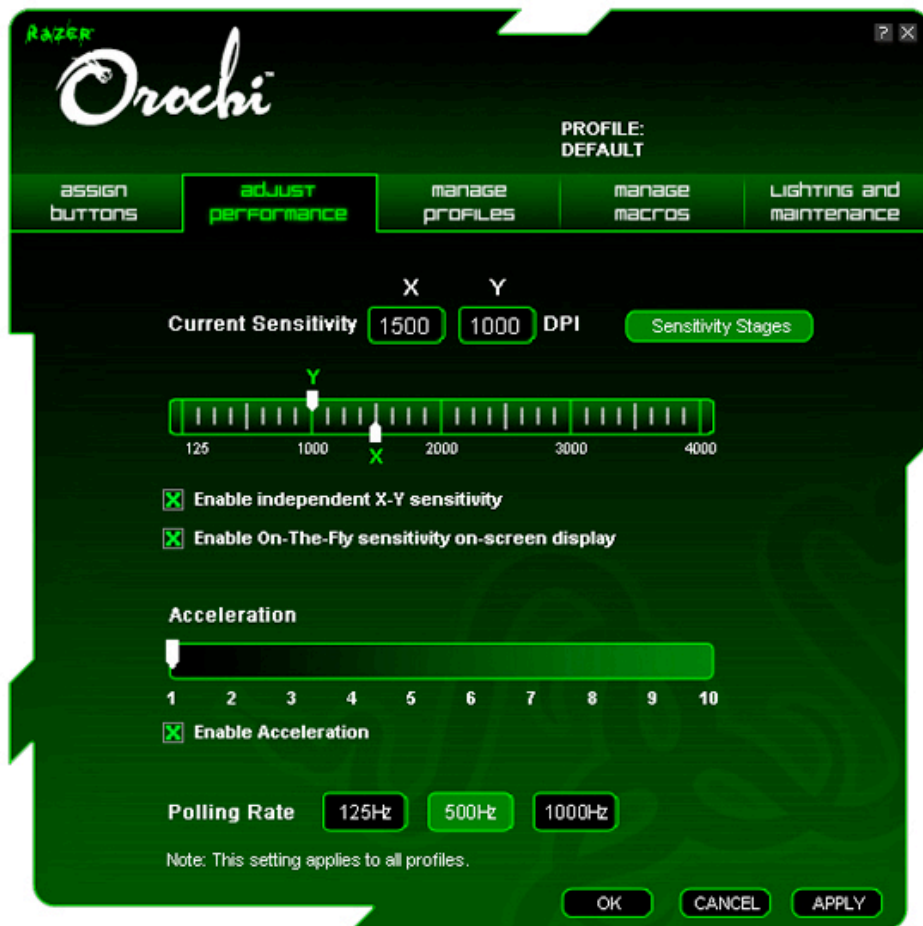 RAZER
Orochi™
? X
PROFILE:
DEFAULT
assign buttons
adjust performance
manage profiles
manage macros
Lighting and maintenance
X Y
Current Sensitivity 1500 1000 DPI Sensitivity Stages
Y
125 1000 2000 3000 4000
X
Enable independent X-Y sensitivity
Enable On-The-Fly sensitivity on-screen display
Acceleration
1 2 3 4 5 6 7 8 9 10
Enable Acceleration
Polling Rate 125Hz 500Hz 1000Hz
Note: This setting applies to all profiles.
OK CANCEL APPLY